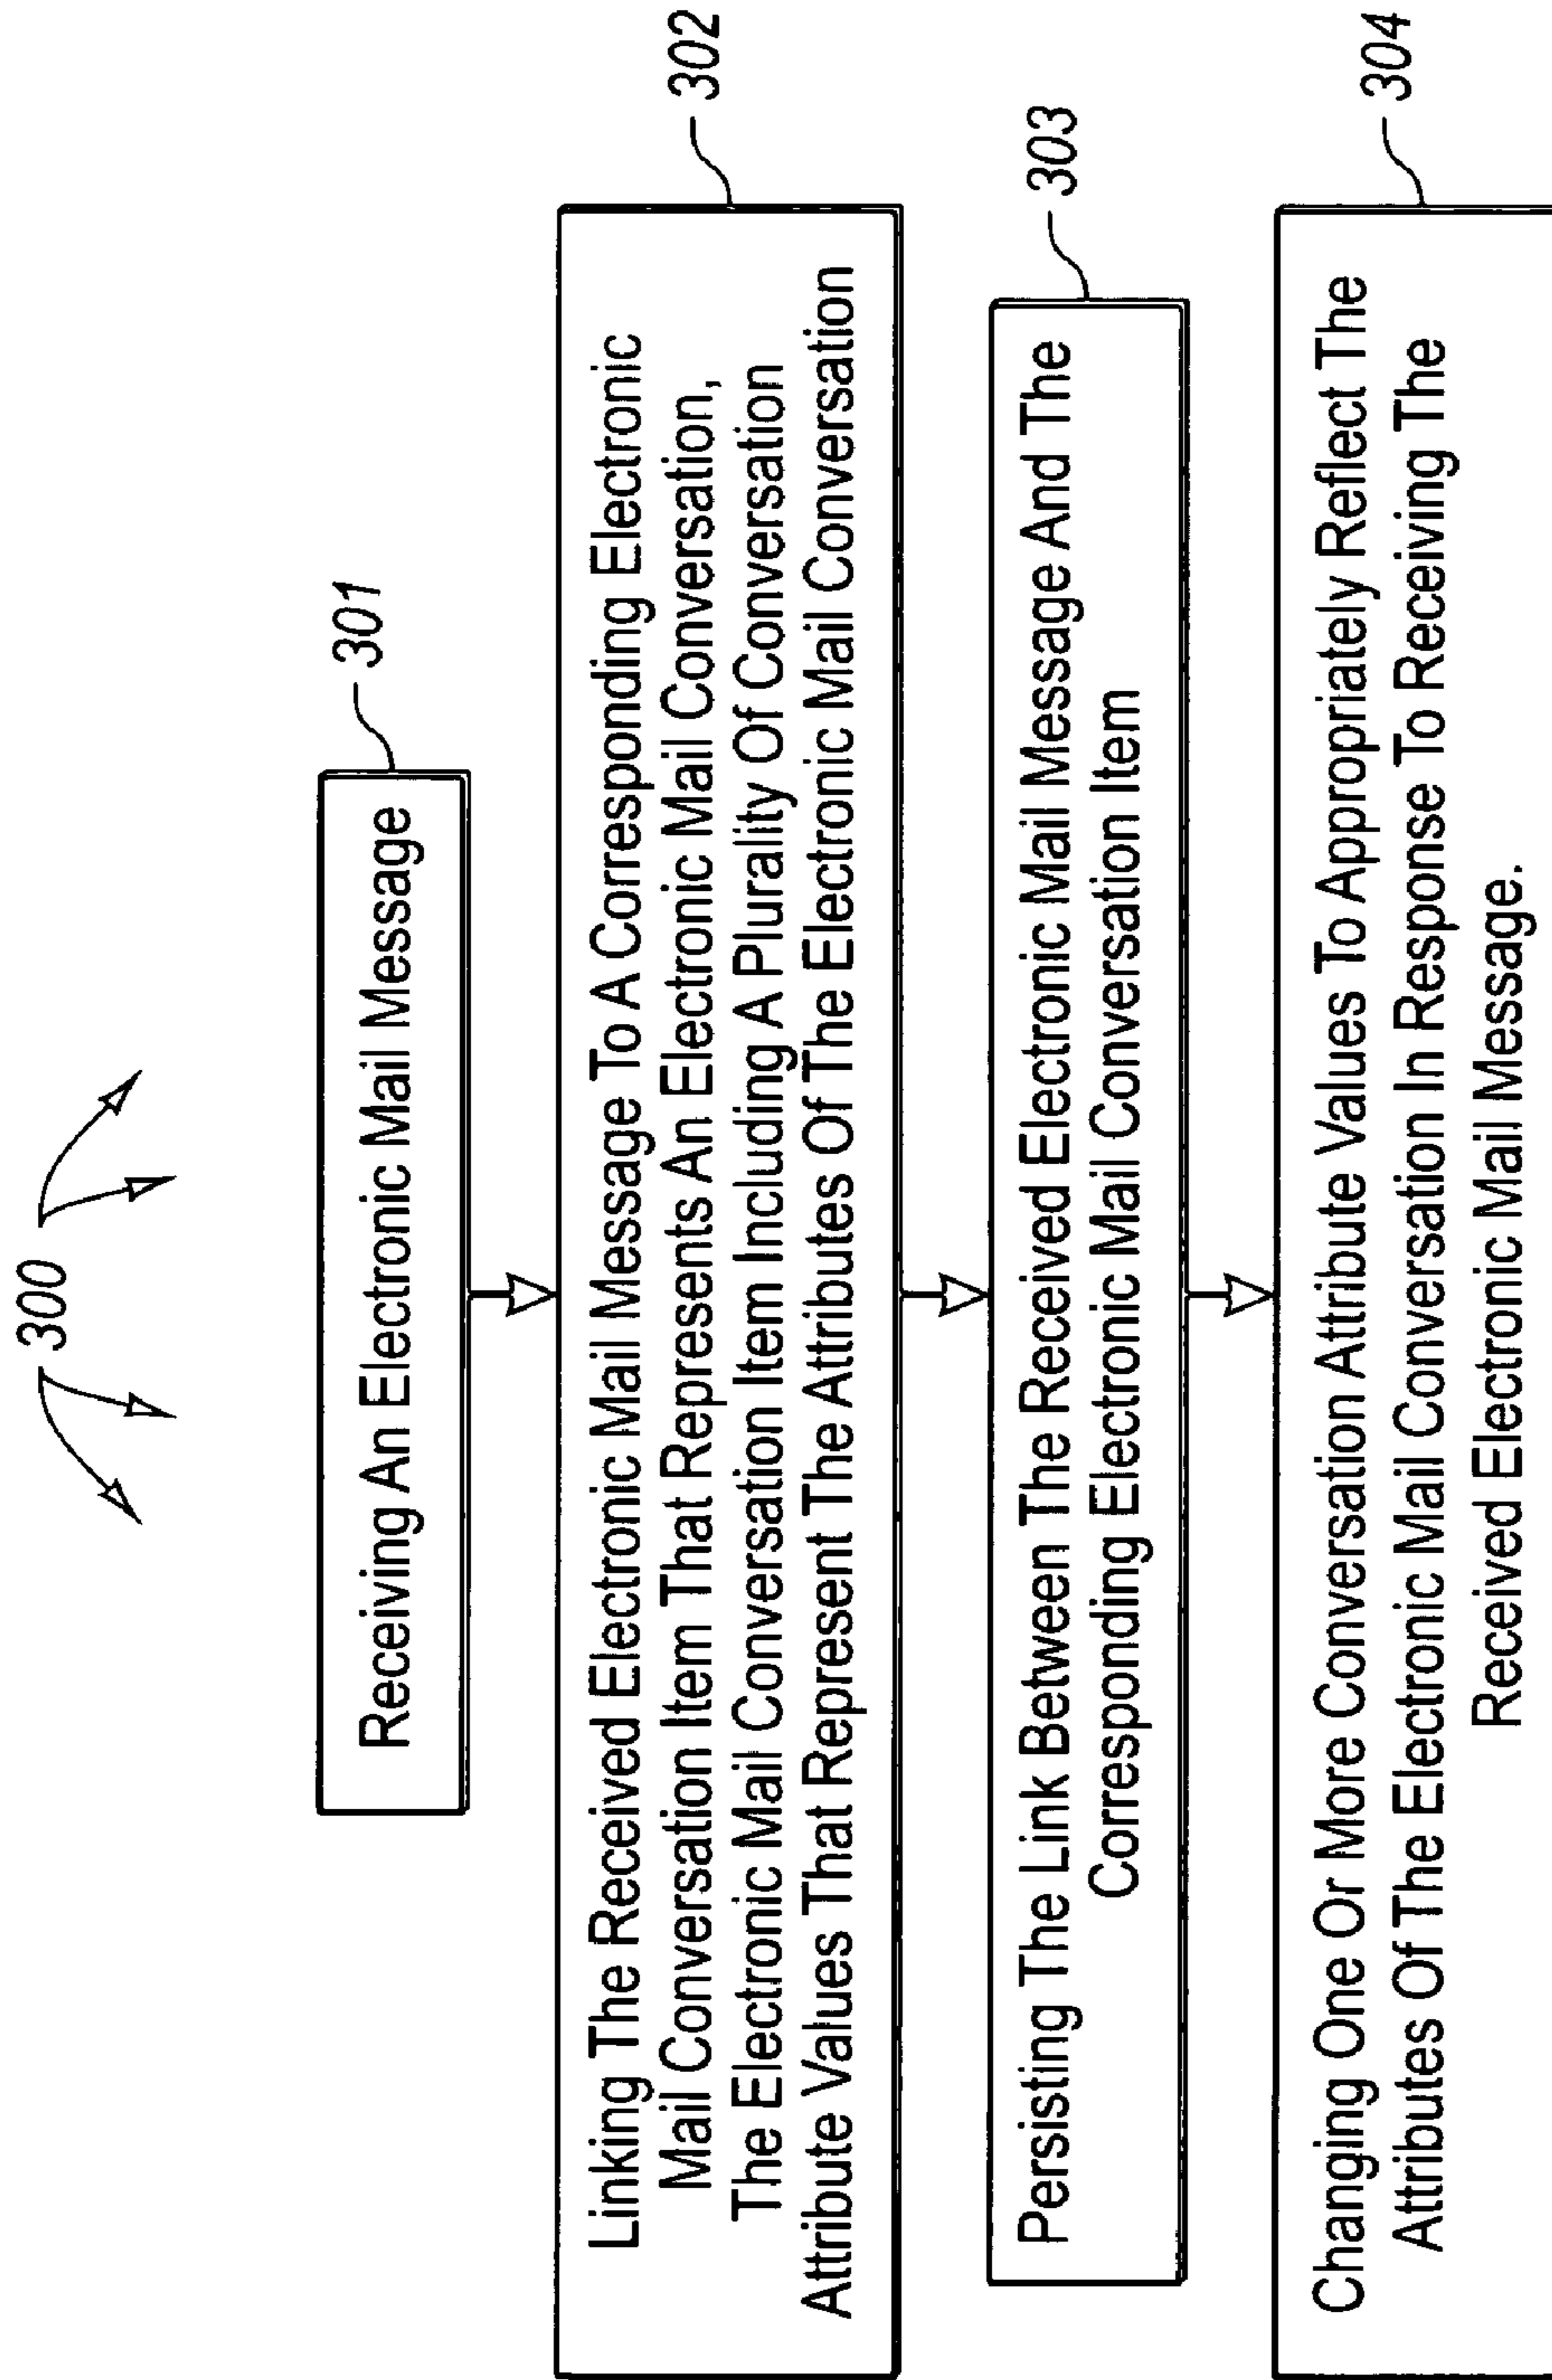 300
301
Receiving An Electronic Mail Message
302
Linking The Received Electronic Mail Message To A Corresponding Electronic
Mail Conversation Item That Represents An Electronic Mail Conversation,
The Electronic Mail Conversation Item Including A Plurality Of Conversation
Attribute Values That Represent The Attributes Of The Electronic Mail Conversation
303
Persisting The Link Between The Received Electronic Mail Message And The
Corresponding Electronic Mail Conversation Item
304
Changing One Or More Conversation Attribute Values To Appropriately Reflect The
Attributes Of The Electronic Mail Conversation In Response To Receiving The
Received Electronic Mail Message.